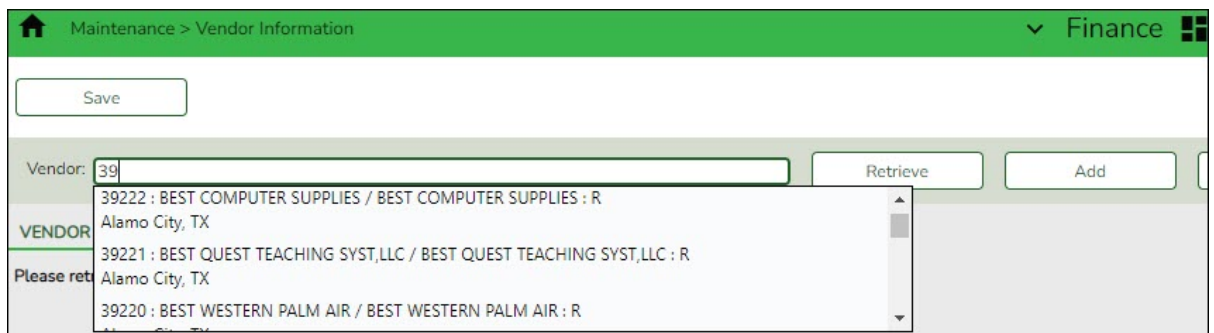 Maintenance > Vendor Information
Finance
Save
Vendor: 39
Retrieve
Add
39222 : BEST COMPUTER SUPPLIES / BEST COMPUTER SUPPLIES : R
Alamo City, TX
VENDOR
39221 : BEST QUEST TEACHING SYST,LLC / BEST QUEST TEACHING SYST,LLC : R
Please
Alamo City, TX
39220 : BEST WESTERN PALM AIR / BEST WESTERN PALM AIR : R